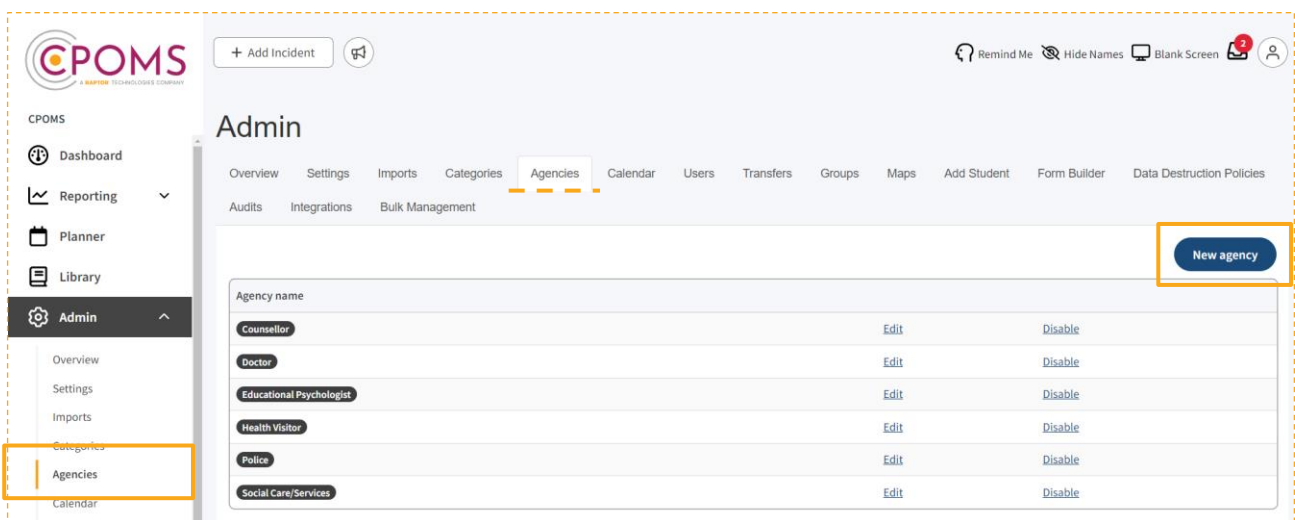 CPOMS
A RAPTOR TECHNOLOGIES COMPANY
+ Add Incident
Remind Me Hide Names Blank Screen 2
CPOMS
Dashboard
Reporting
Planner
Library
Admin
Overview
Settings
Imports
Categories
Agencies
Calendar
Admin
Overview Settings Imports Categories Agencies Calendar Users Transfers Groups Maps Add Student Form Builder Data Destruction Policies
Audits Integrations Bulk Management
New agency
Agency name
Counsellor Edit Disable
Doctor Edit Disable
Educational Psychologist Edit Disable
Health Visitor Edit Disable
Police Edit Disable
Social Care/Services Edit Disable